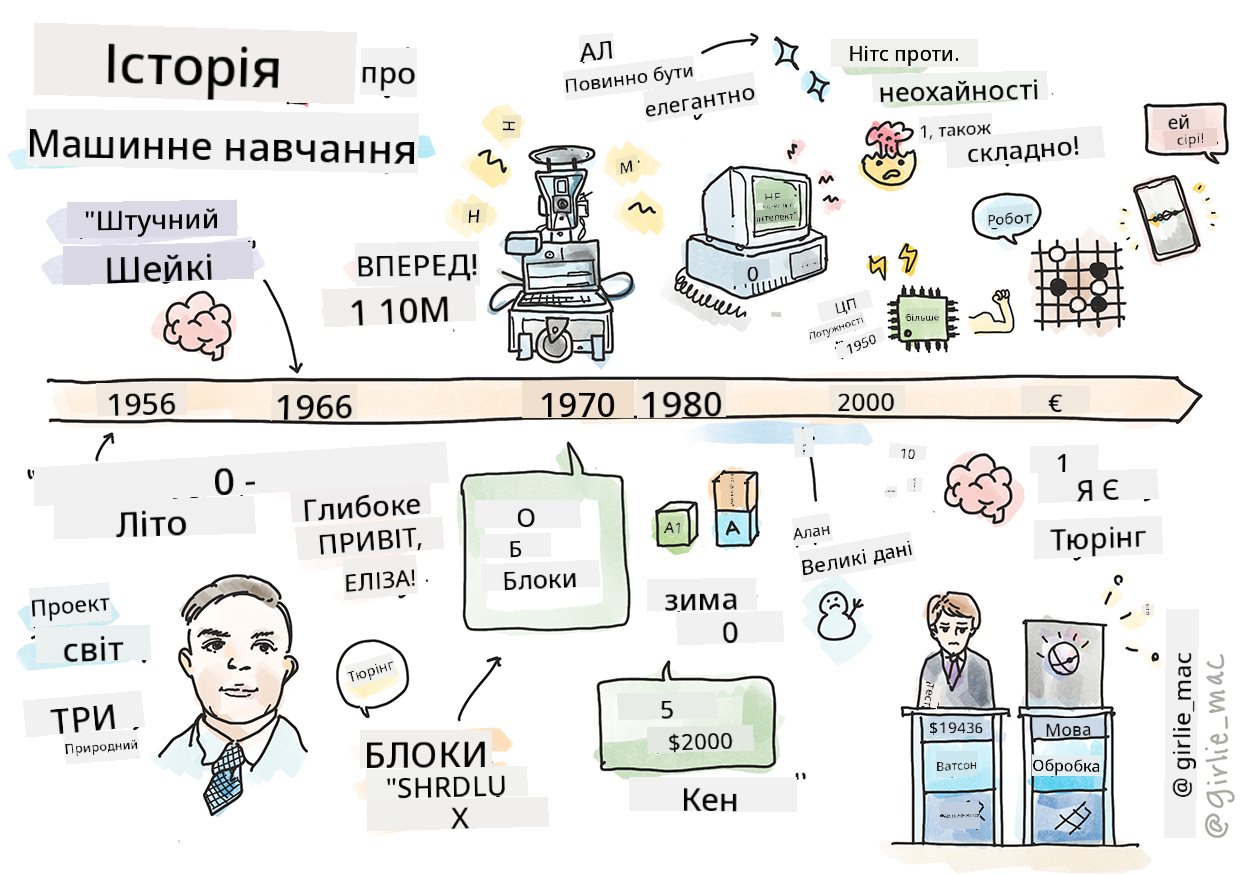 Історія
про
Машинне навчання
"Штучний
Шейкі"
ВПЕРЕД!
1 10М
АЛ
Повинно бути
елегантно
Нітс проти.
неохайності
1, також
складно!
ей
сірі!
Робот
Н
М
Н
НЕ
інтелект"
0
ЦП
Потужності
1950
більше
1956
1966
1970
1980
2000
€
"
0 -
Літо
Глибоке
ПРИВІТ,
ЕЛІЗА!
О
Б
Блоки
A1
A
зима
0
Алан
Великі дані
10
1
Я Є
Тюрінг
Проект
світ
ТРИ
Природний
Тюрінг
БЛОКИ
"SHRDLU
X
5
$2000
Кен"
$19436
Ватсон
Мова
Обробка
@ girlie_mac
@girlie_mac